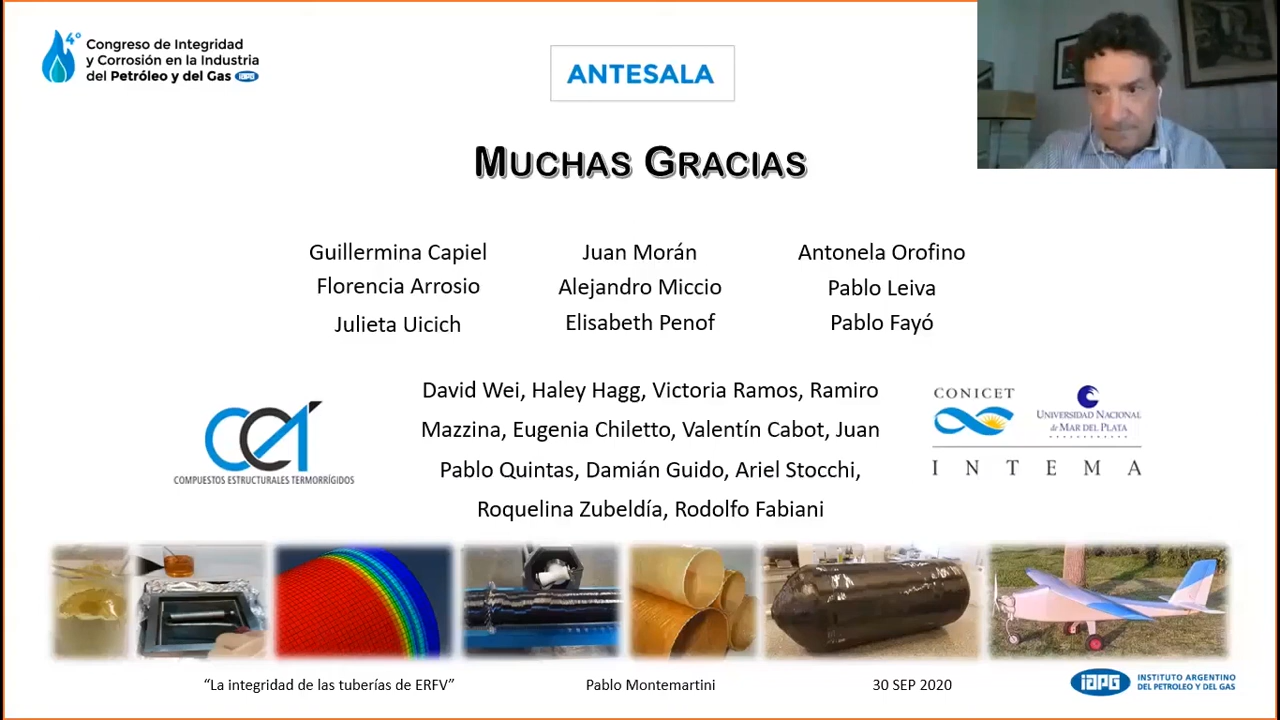 4°
Congreso de Integridad
y Corrosión en la Industria
del Petróleo y del Gas iapg
ANTESALA
MUCHAS GRACIAS
Guillermina Capiel
Juan Morán
Antonela Orofino
Florencia Arrosio
Alejandro Miccio
Pablo Leiva
Julieta Uicich
Elisabeth Penof
Pablo Fayó
David Wei, Haley Hagg, Victoria Ramos, Ramiro
Mazzina, Eugenia Chiletto, Valentín Cabot, Juan
Pablo Quintas, Damián Guido, Ariel Stocchi,
Roquelina Zubeldía, Rodolfo Fabiani
CET
COMPUESTOS ESTRUCTURALES TERMORRÍGIDOS
CONICET
UNIVERSIDAD NACIONAL
DE MAR DEL PLATA
INTEMA
“La integridad de las tuberías de ERFV”
Pablo Montemartini
30 SEP 2020
iapg
INSTITUTO ARGENTINO
DEL PETROLEO Y DEL GAS